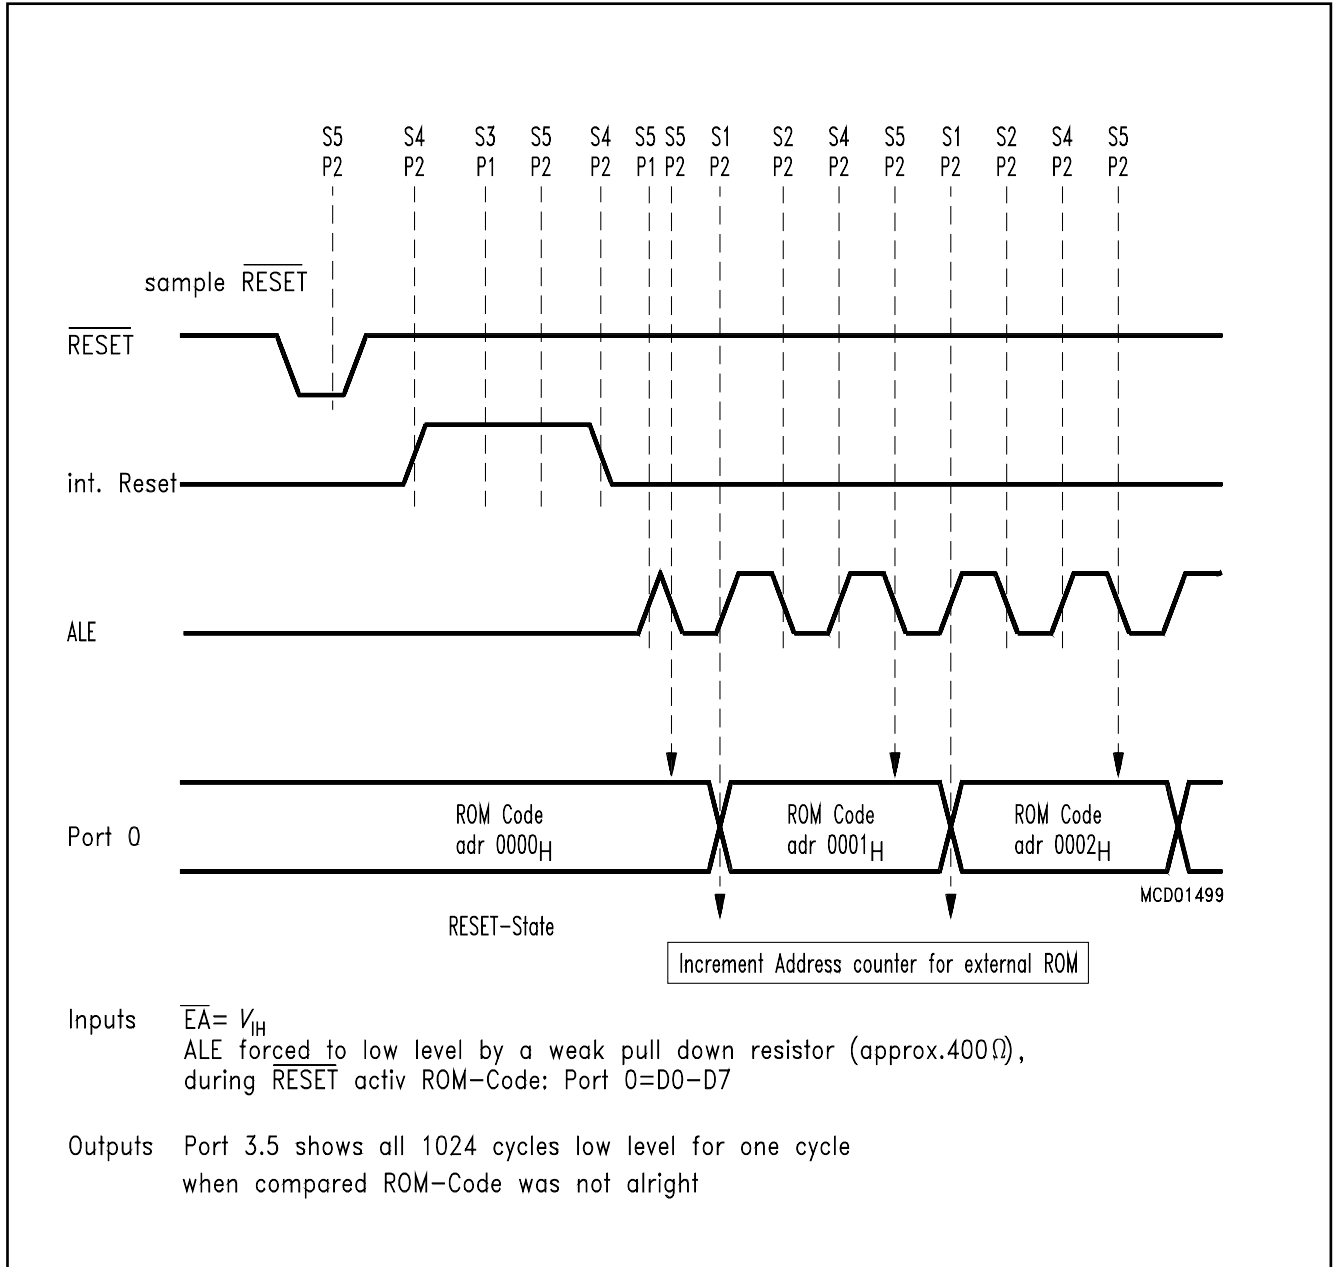 S5 S4 S3 S5 S4 S5 S5 S1 S2 S4 S5 S1 S2 S4 S5
P2 P2 P1 P2 P2 P1 P2 P2 P2 P2 P2 P2 P2 P2 P2
sample R̅E̅S̅E̅T̅
R̅E̅S̅E̅T̅
int. Reset
ALE
Port 0
ROM Code
adr 0000H
ROM Code
adr 0001H
ROM Code
adr 0002H
MCD01499
RESET-State
Increment Address counter for external ROM
Inputs E̅A̅= VIH
ALE forced to low level by a weak pull down resistor (approx.400Ω),
during R̅E̅S̅E̅T̅ activ ROM-Code: Port 0=D0-D7
Outputs Port 3.5 shows all 1024 cycles low level for one cycle
when compared ROM-Code was not alright